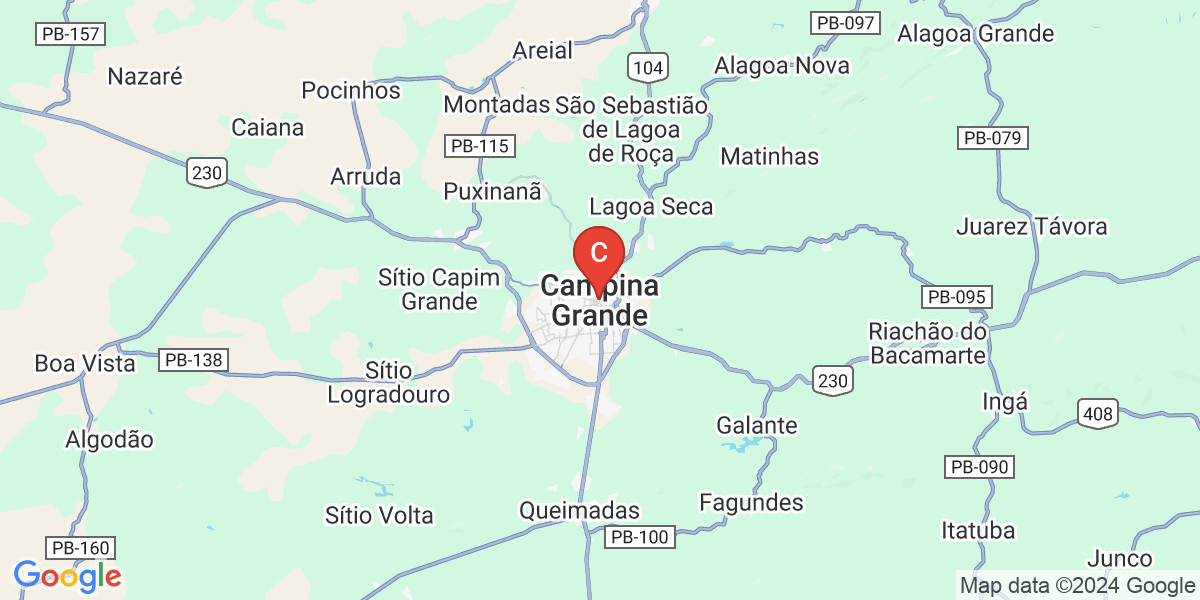 PB-097
PB-157
Alagoa Grande
Areial
104
Alagoa Nova
Nazaré
Pocinhos
Montadas
São Sebastião
de Lagoa
de Roça
Caiana
PB-079
PB-115
Matinhas
230
Arruda
Puxinanã
Lagoa Seca
Juarez Távora
C
Sítio Capim
Grande
Campina
Grande
PB-095
Riachão do
Bacamarte
Boa Vista
PB-138
Sítio
Logradouro
230
Ingá
408
Galante
Algodão
PB-090
Fagundes
Sítio Volta
Queimadas
PB-100
Itatuba
PB-160
Junco
Google
Map data ©2024 Google